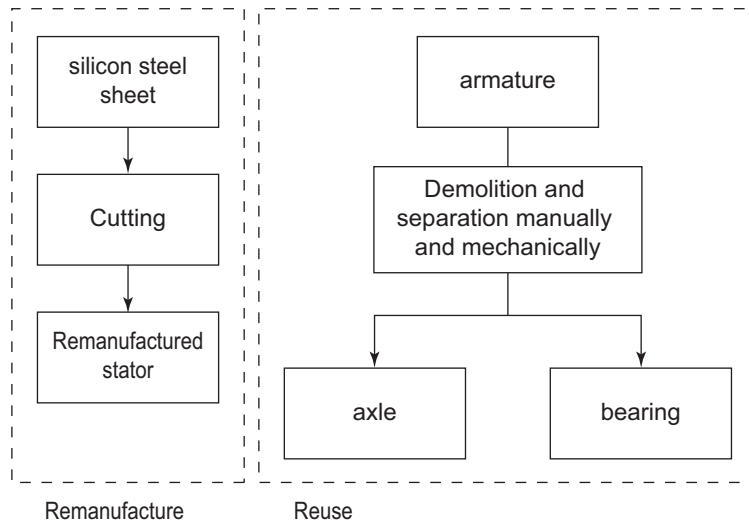 silicon steel
sheet
Cutting
Remanufactured
stator
Remanufacture
armature
Demolition and
separation manually
and mechanically
axle
bearing
Reuse